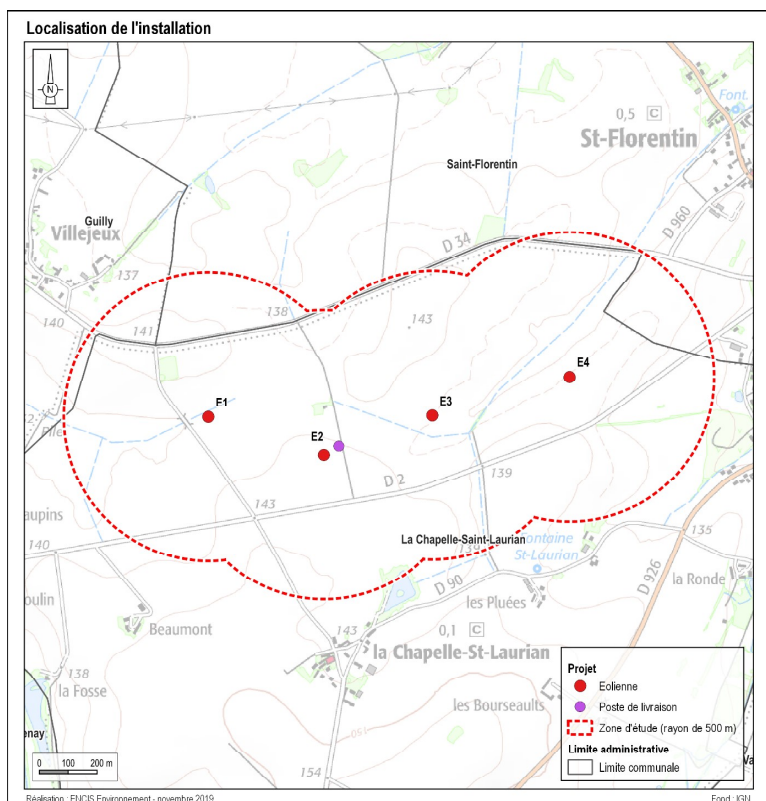 Localisation de l'installation
N
0,5 C
Font.
St-Florentin
Saint-Florentin
Guilly
Villejeux
D 960
D 34
137
140
141
138
143
E4
E1
E3
E2
D 2
139
143
La Chapelle-Saint-Laurian
139
Fontaine
St-Laurian
135
aupins
140
D 90
D 926
la Ronde
oulin
les Pluées
Beaumont
143
0,1 C
la Chapelle-St-Laurian
138
la Fosse
les Bourseaults
150
enay
154
Projet
Eolienne
Poste de livraison
Zone d'étude (rayon de 500 m)
Limite administrative
Limite communale
0 100 200 m
Réalisation : ENCIS Environnement - novembre 2019
Fond : IGN